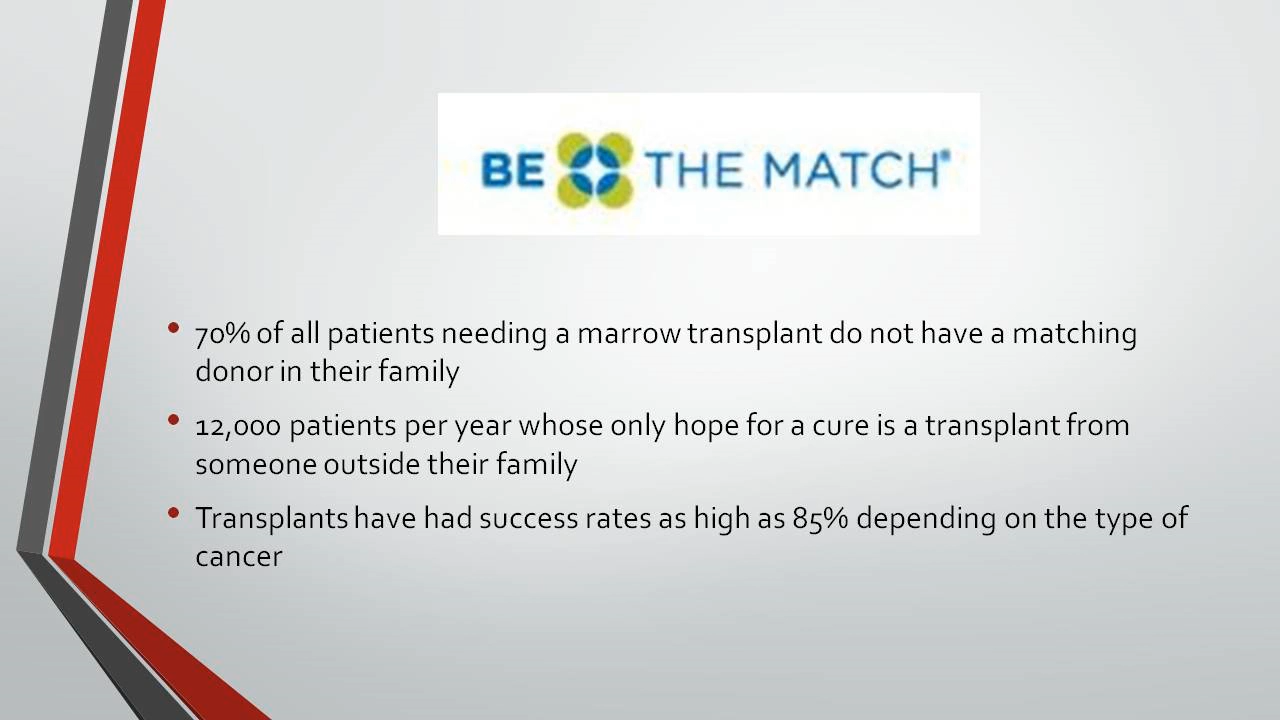 BE THE MATCH®
• 70% of all patients needing a marrow transplant do not have a matching
donor in their family
• 12,000 patients per year whose only hope for a cure is a transplant from
someone outside their family
• Transplants have had success rates as high as 85% depending on the type of
cancer